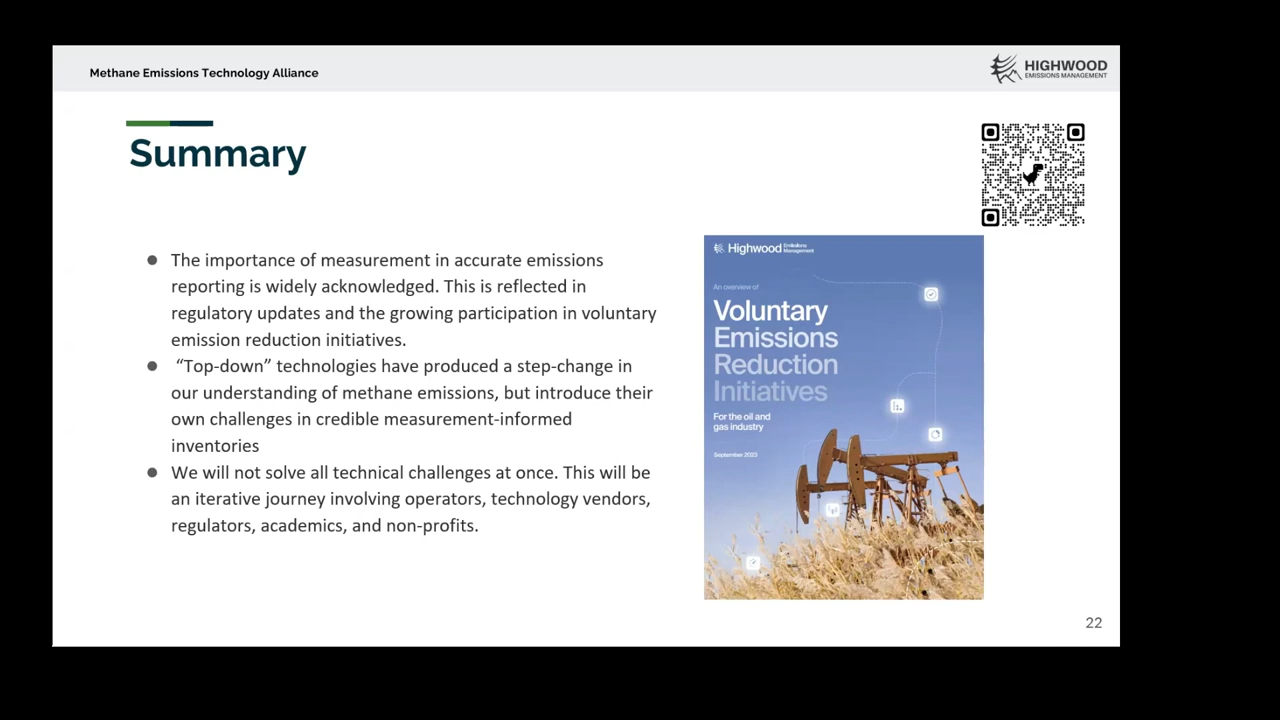 Methane Emissions Technology Alliance
HIGHWOOD
EMISSIONS MANAGEMENT
Summary
● The importance of measurement in accurate emissions
reporting is widely acknowledged. This is reflected in
regulatory updates and the growing participation in voluntary
emission reduction initiatives.
● “Top-down” technologies have produced a step-change in
our understanding of methane emissions, but introduce their
own challenges in credible measurement-informed
inventories
● We will not solve all technical challenges at once. This will be
an iterative journey involving operators, technology vendors,
regulators, academics, and non-profits.
Highwood Emissions
Management
An overview of
Voluntary
Emissions
Reduction
Initiatives
For the oil and
gas industry
September 2023
22